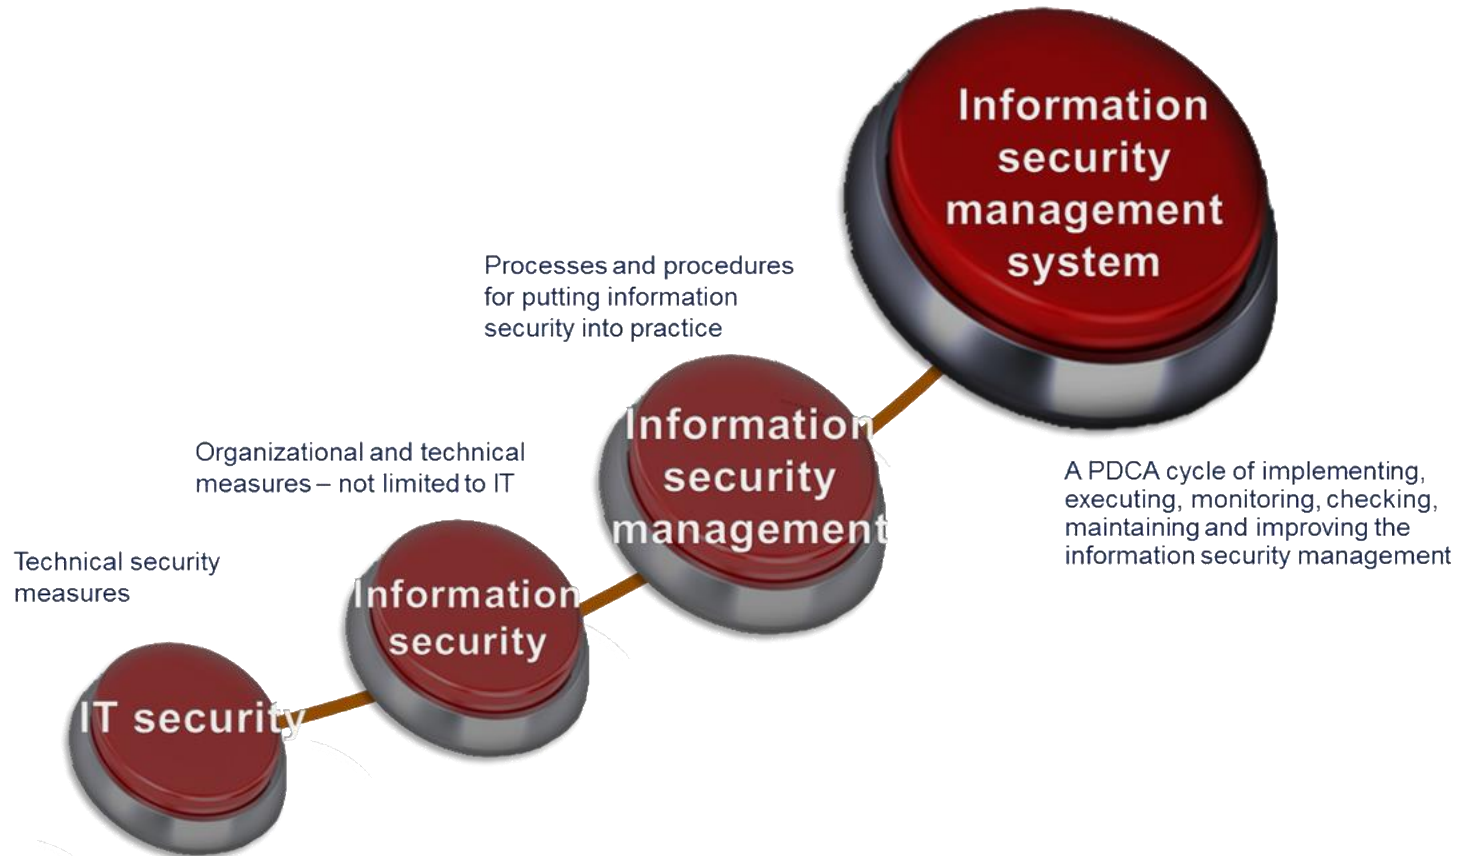 Information
security
management
system
Processes and procedures
for putting information
security into practice
Information
security
management
A PDCA cycle of implementing,
executing, monitoring, checking,
maintaining and improving the
information security management
Organizational and technical
measures – not limited to IT
Information
security
Technical security
measures
IT security